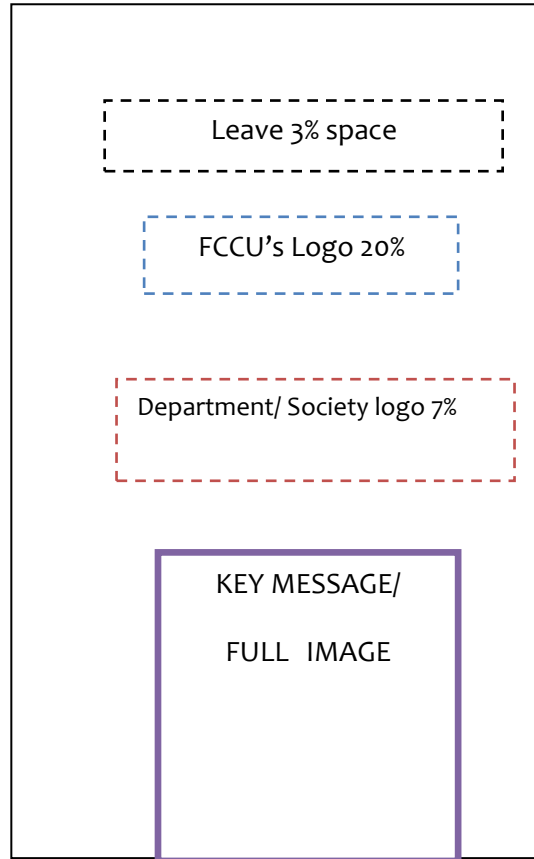 Leave 3% space
FCCU’s Logo 20%
Department/ Society logo 7%
KEY MESSAGE/
FULL IMAGE